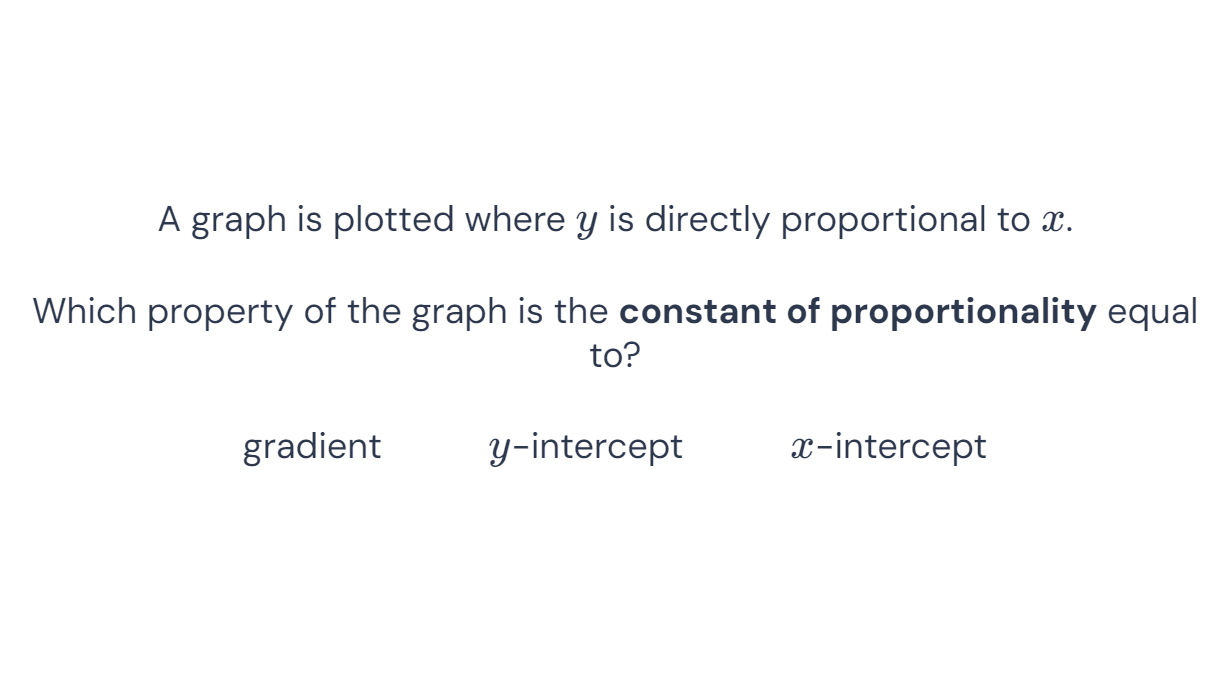 A graph is plotted where y is directly proportional to x.
Which property of the graph is the constant of proportionality equal
to?
gradient y-intercept x-intercept